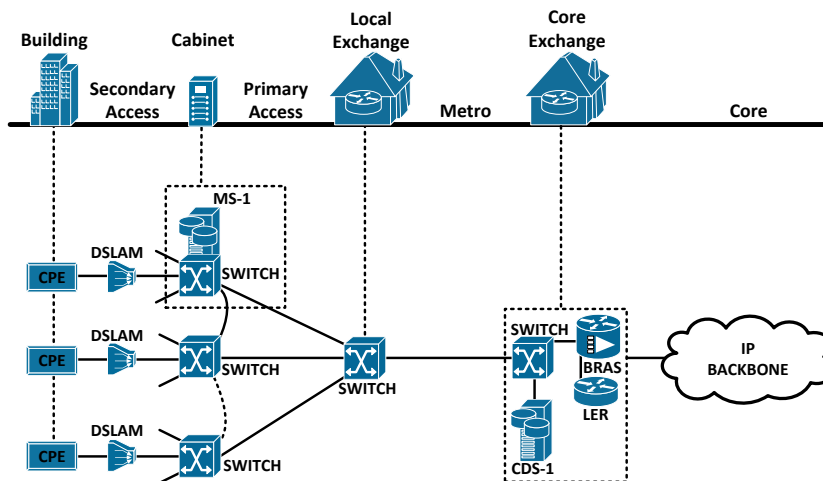 Building
Cabinet
Local
Exchange
Core
Exchange
Secondary
Access
Primary
Access
Metro
Core
MS-1
DSLAM
CPE
SWITCH
DSLAM
CPE
SWITCH
SWITCH
DSLAM
CPE
SWITCH
SWITCH
BRAS
LER
CDS-1
IP
BACKBONE